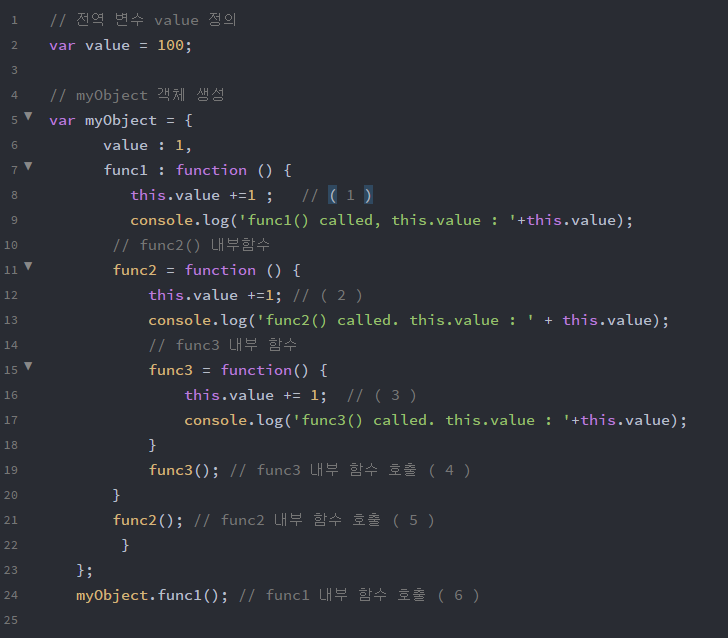 1 // 전역 변수 value 정의
2 var value = 100;
3
4 // myObject 객체 생성
5 var myObject = {
6 value : 1,
7 func1 : function () {
8 this.value +=1 ; // ( 1 )
9 console.log('func1() called, this.value : '+this.value);
10 // func2() 내부함수
11 func2 = function () {
12 this.value +=1; // ( 2 )
13 console.log('func2() called. this.value : ' + this.value);
14 // func3 내부 함수
15 func3 = function() {
16 this.value += 1; // ( 3 )
17 console.log('func3() called. this.value : '+this.value);
18 }
19 func3(); // func3 내부 함수 호출 ( 4 )
20 }
21 func2(); // func2 내부 함수 호출 ( 5 )
22 }
23 };
24 myObject.func1(); // func1 내부 함수 호출 ( 6 )
25